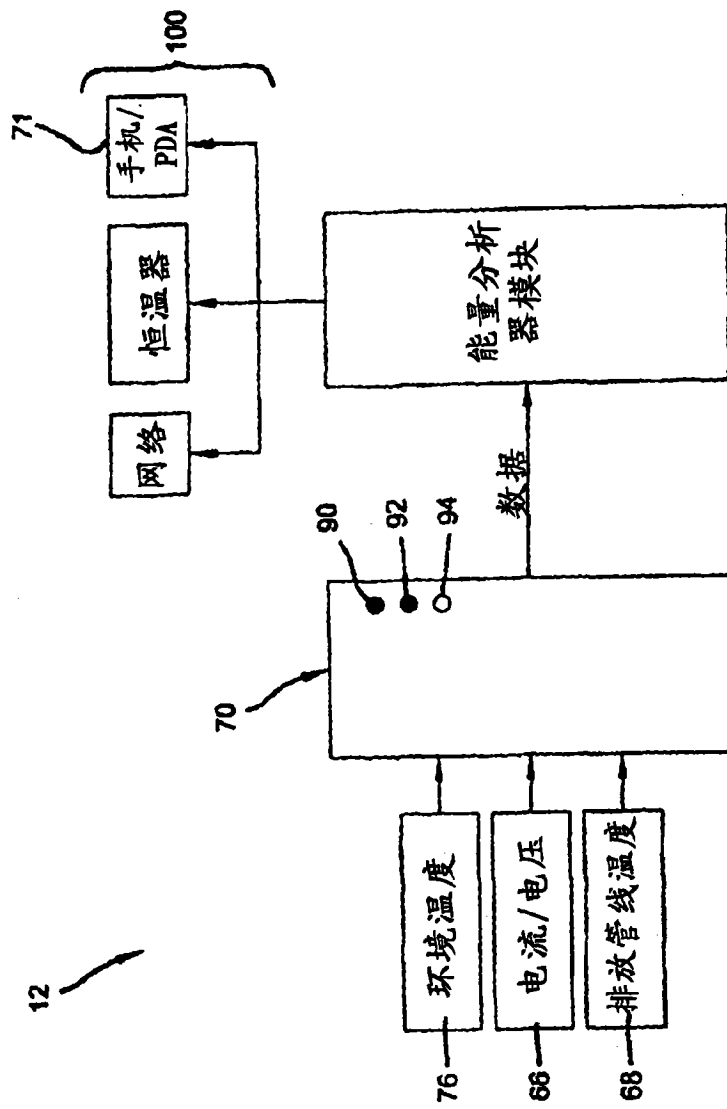 12
76 环境温度
66 电流/电压
68 排放管线温度
70
90
92
94
数据
能量分析
器模块
网络
恒温器
手机/
PDA
71
100